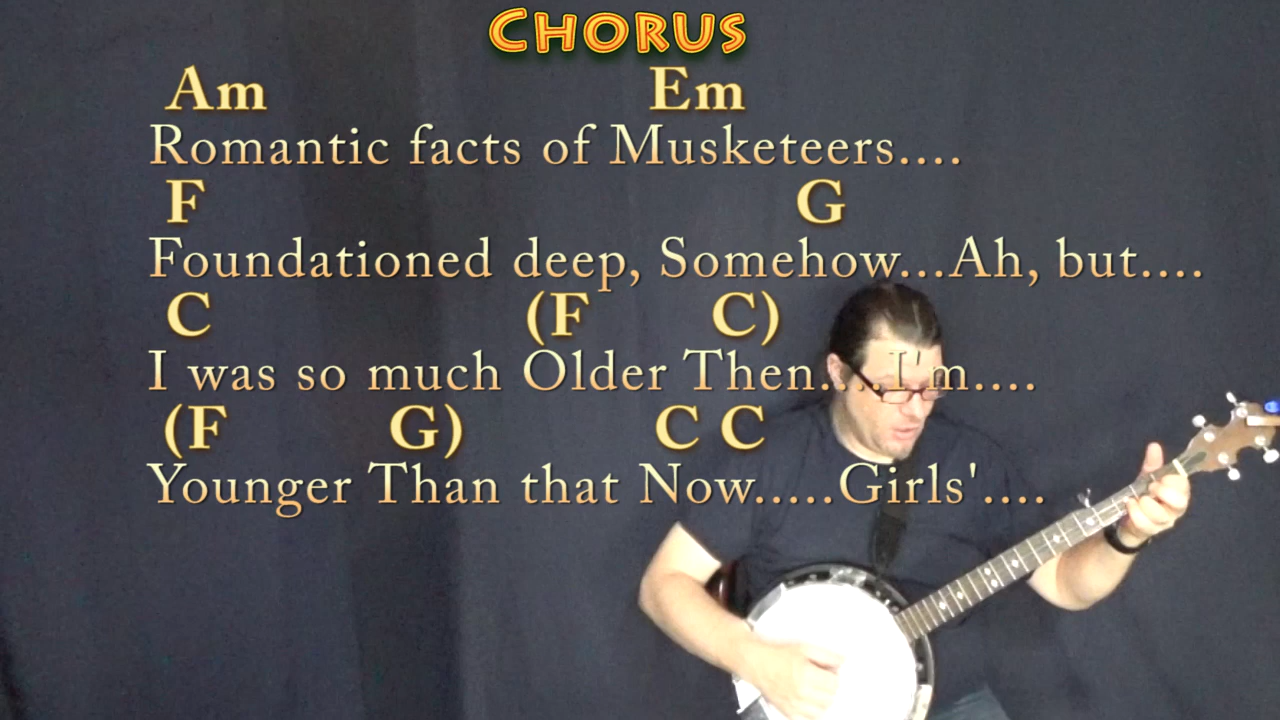 CHORUS
Am Em
Romantic facts of Musketeers....
F G
Foundationed deep, Somehow...Ah, but....
C (F C)
I was so much Older Then....I'm....
(F G) C C
Younger Than that Now.....Girls'....